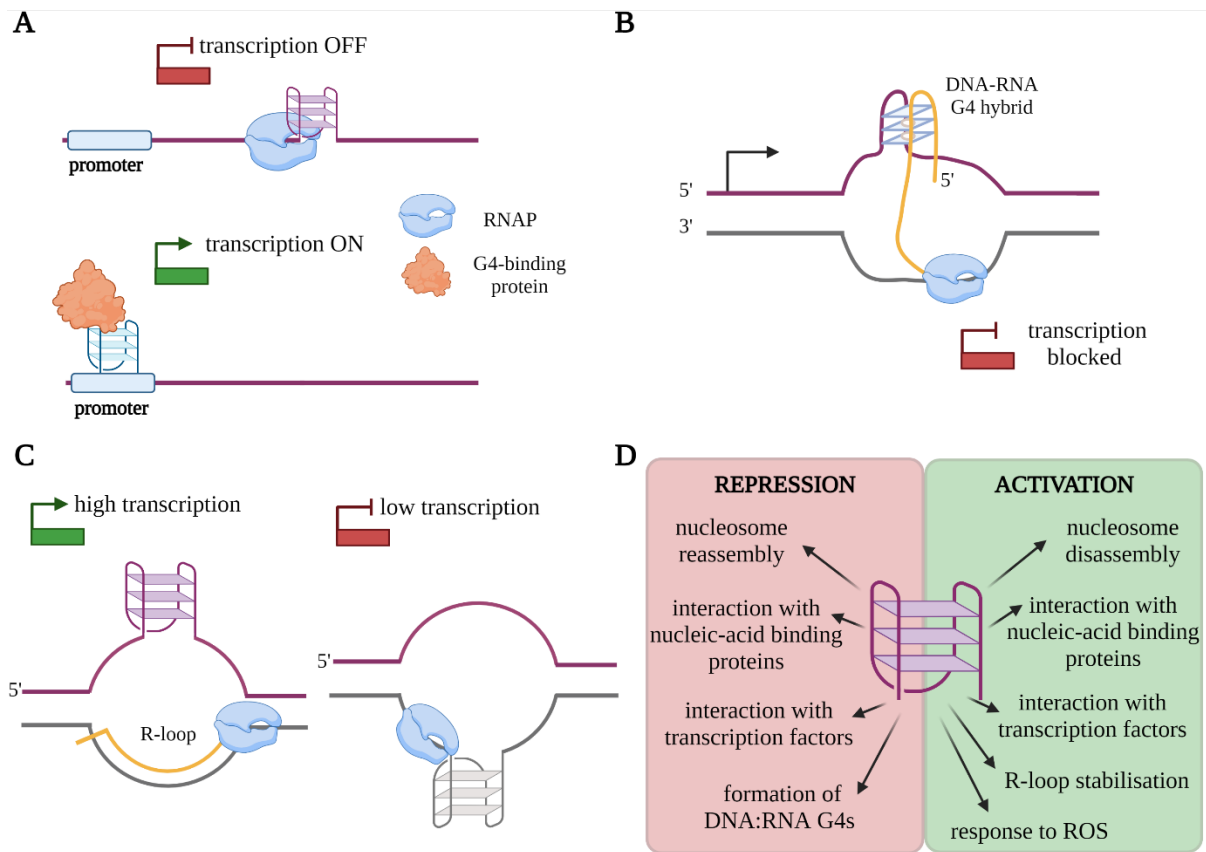 A
transcription OFF
promoter
RNAP
transcription ON
G4-binding
protein
promoter
B
DNA-RNA
G4 hybrid
5'
5'
3'
transcription
blocked
C
high transcription
low transcription
5'
R-loop
5'
D
REPRESSION
nucleosome
reassembly
interaction with
nucleic-acid binding
proteins
interaction with
transcription factors
formation of
DNA:RNA G4s
ACTIVATION
nucleosome
disassembly
interaction with
nucleic-acid binding
proteins
interaction with
transcription factors
R-loop stabilisation
response to ROS